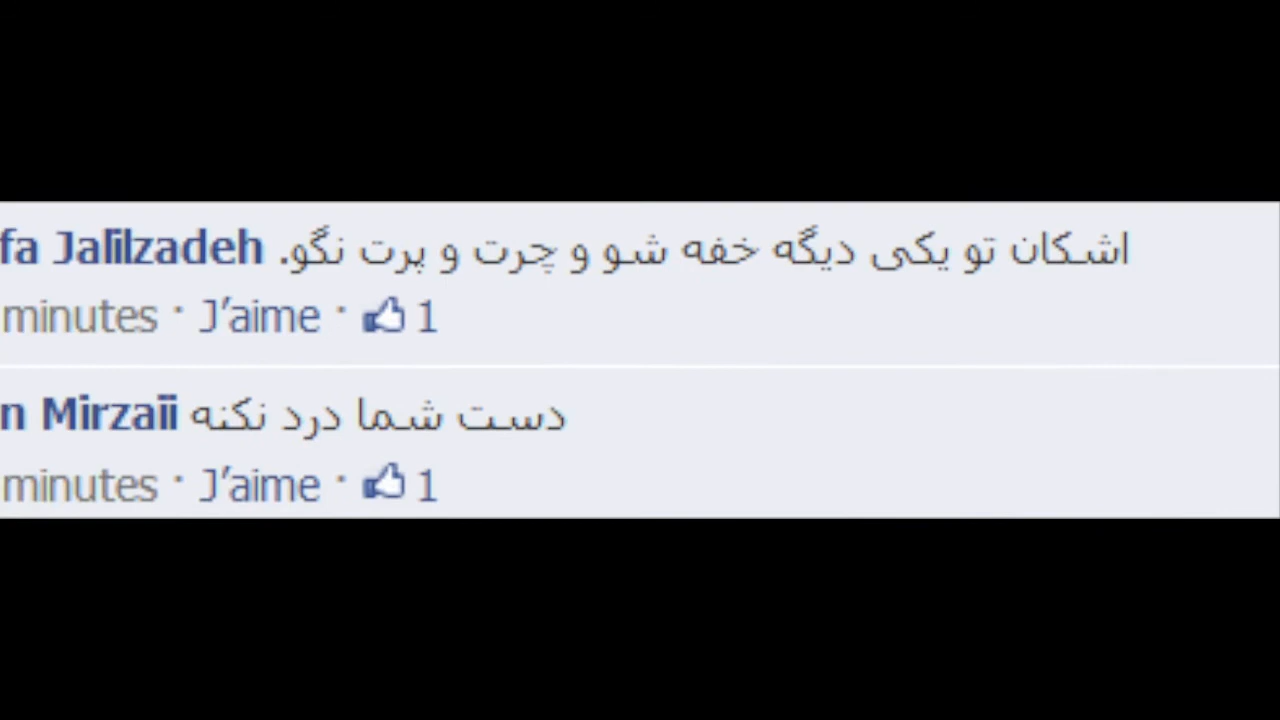 fa Jalilzadeh اشکان تو یکی دیگه خفه شو و چرت و پرت نگو.
minutes · J'aime · 1
n Mirzaii دست شما درد نکنه
minutes · J'aime · 1